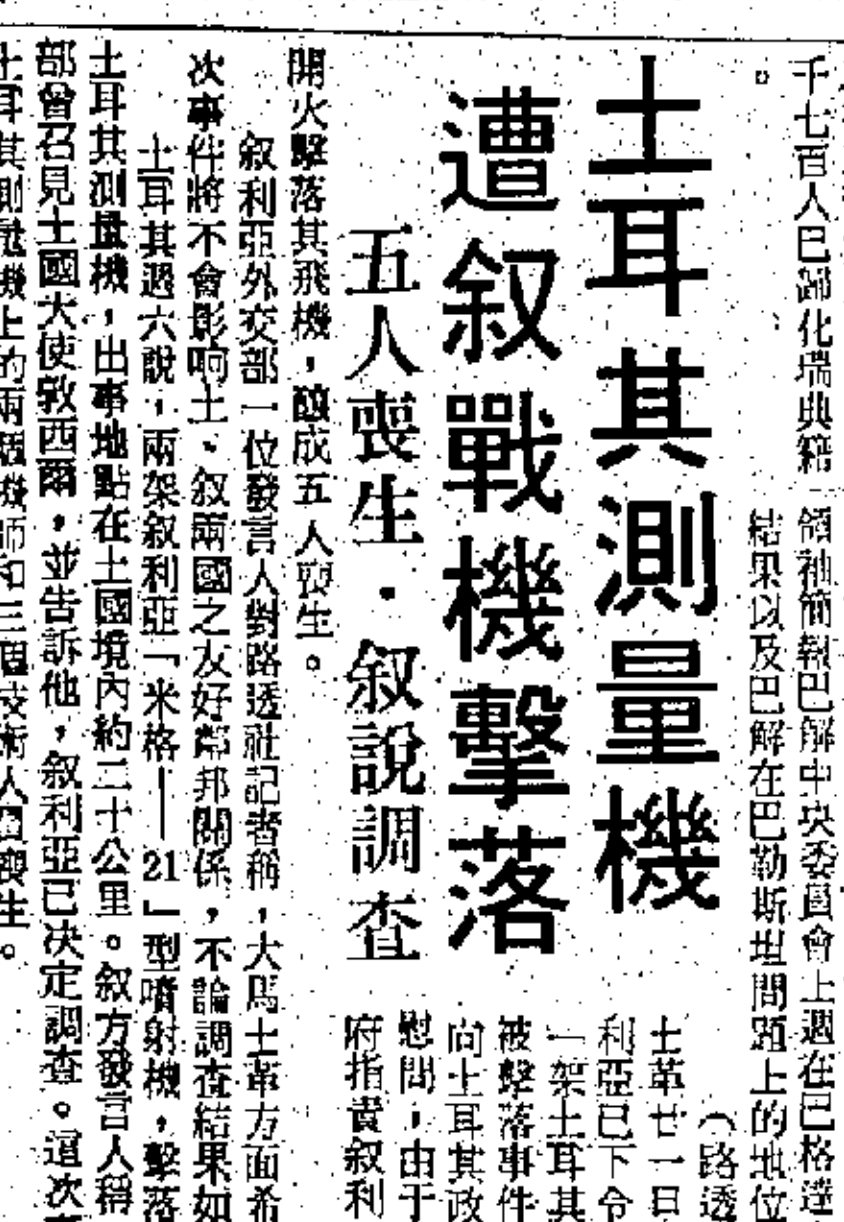 千七百人已歸化瑞典籍
。
領袖簡報巴解中央委員會上週在巴格達
結果以及巴解在巴勒斯坦問題上的地位
土耳其測量機
遭叙戰機擊落
五人喪生·叙說調查
（路透
士革廿一日
利亞已下令
一架土耳其
被擊落事件
向土耳其政
慰問，由于
府指責叙利
開火擊落其飛機，釀成五人喪生。
叙利亞外交部一位發言人對路透社記者稱，大馬士革方面希
次事件將不會影响土、叙兩國之友好鄰邦關係，不論調查結果如
土耳其週六說，兩架叙利亞「米格——21」型噴射機，擊落
土耳其測量機，出事地點在土國境內約二十公里。叙方發言人稱
部曾召見土國大使敦西爾，並告訴他，叙利亞已决定調查。這次
土耳其測量機上的兩個機師和三個技術人員喪生。